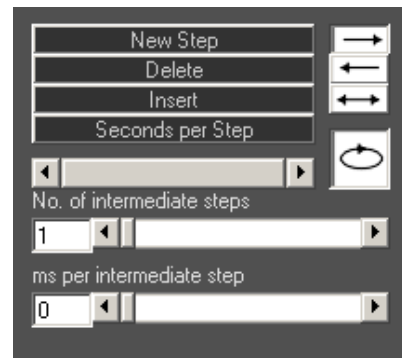 New Step
Delete
Insert
Seconds per Step
No. of intermediate steps
1
ms per intermediate step
0